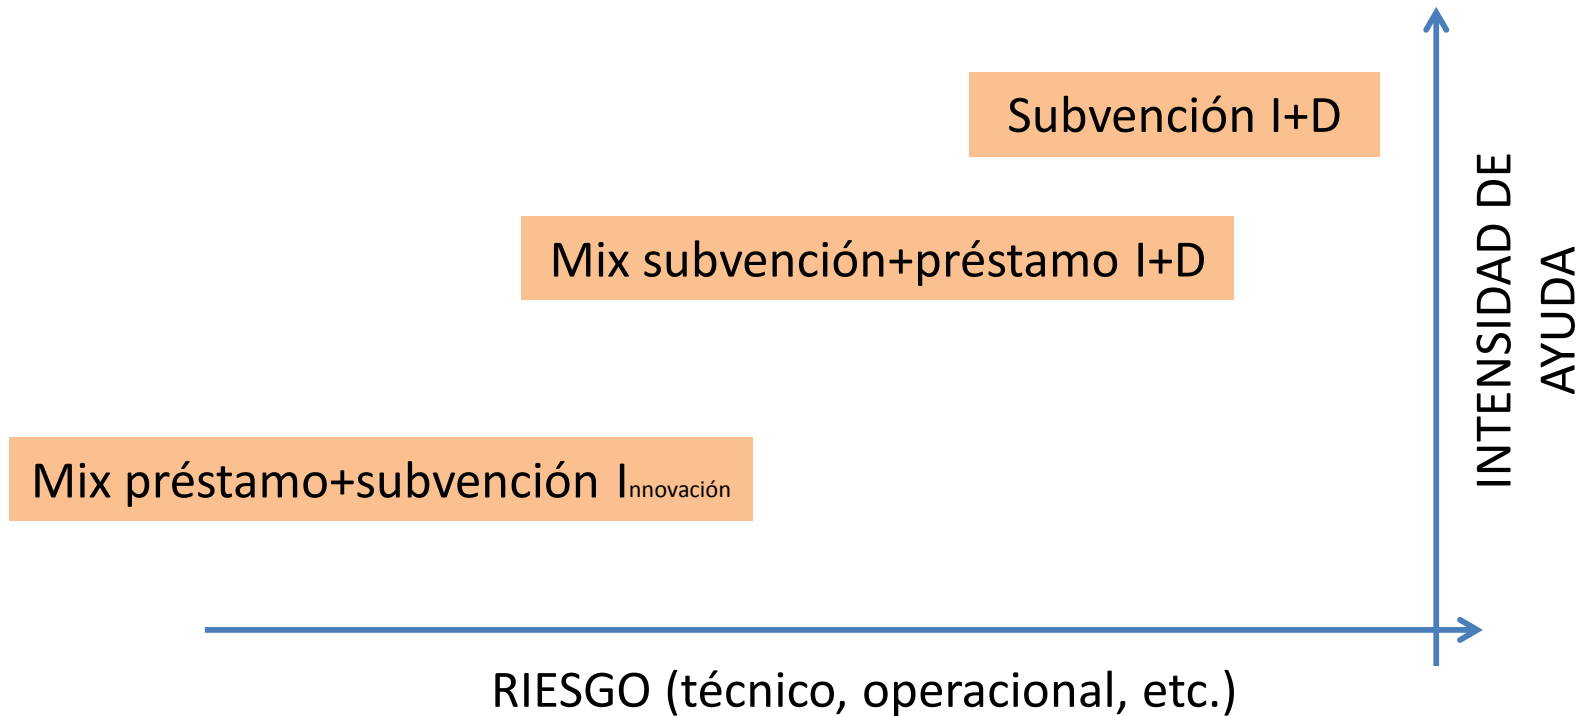 Subvención I+D
Mix subvención+préstamo I+D
Mix préstamo+subvención Innovación
RIESGO (técnico, operacional, etc.)
INTENSIDAD DE
AYUDA